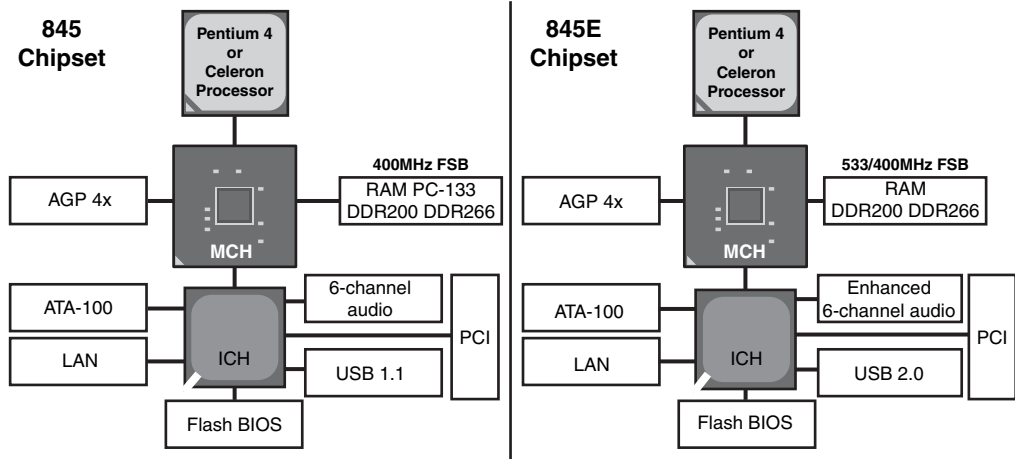 845
Chipset
Pentium 4
or
Celeron
Processor
400MHz FSB
AGP 4x
RAM PC-133
DDR200 DDR266
MCH
ATA-100
6-channel
audio
PCI
LAN
ICH
USB 1.1
Flash BIOS
845E
Chipset
Pentium 4
or
Celeron
Processor
533/400MHz FSB
AGP 4x
RAM
DDR200 DDR266
MCH
ATA-100
Enhanced
6-channel audio
PCI
LAN
ICH
USB 2.0
Flash BIOS